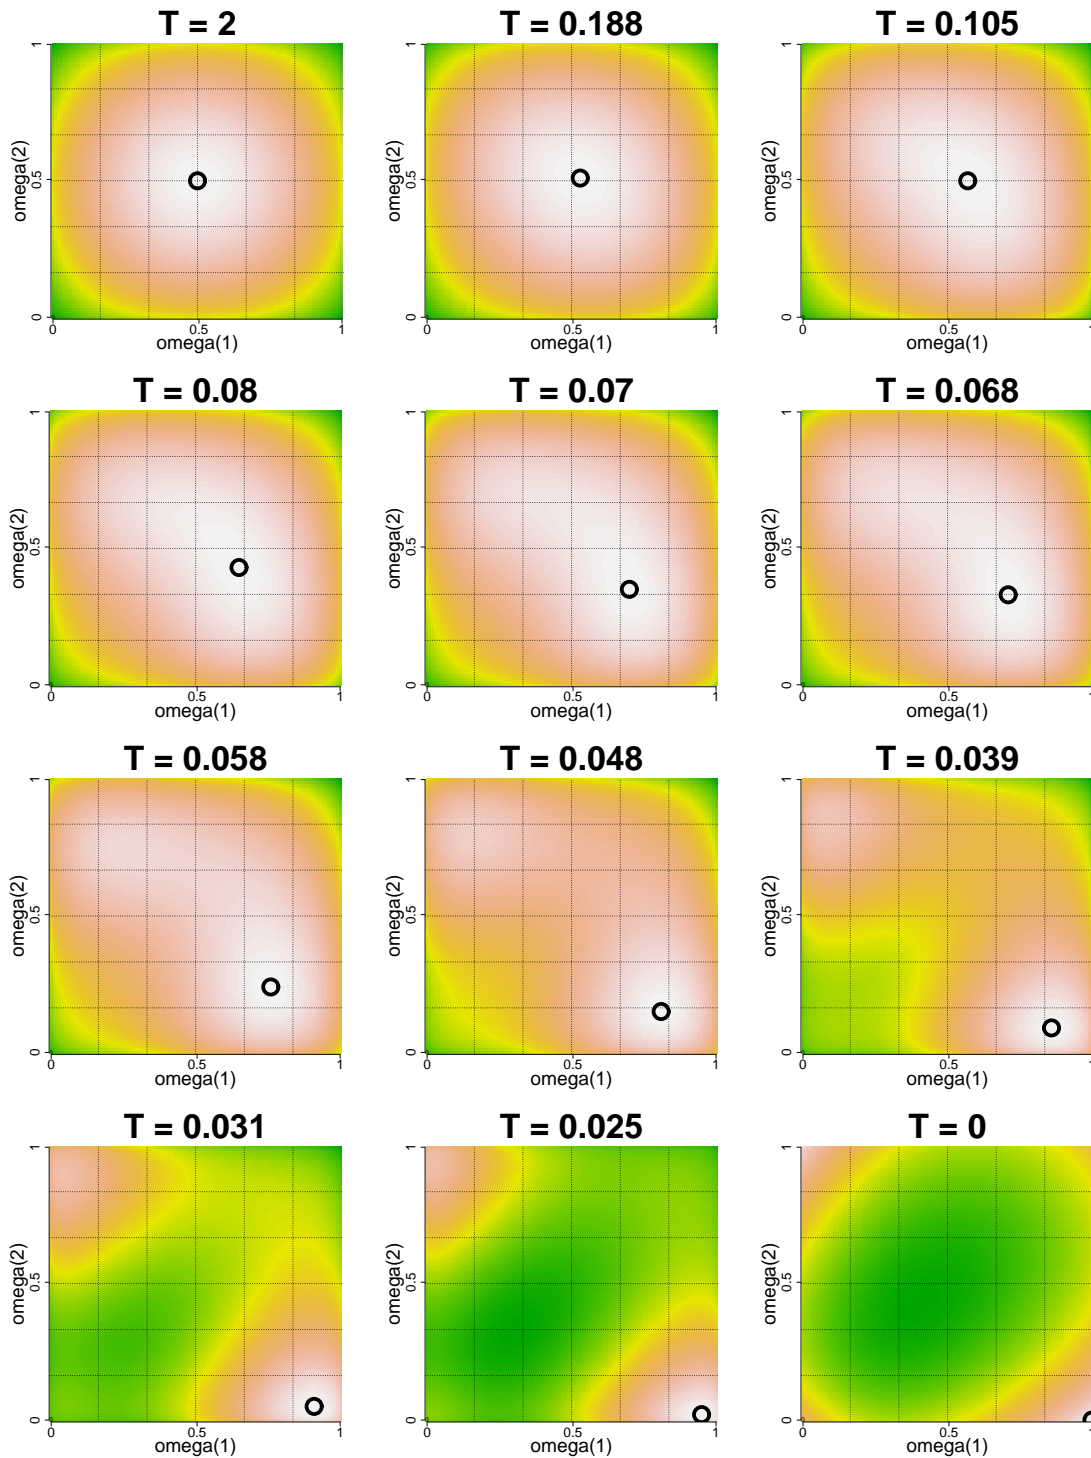 T = 2
T = 0.188
T = 0.105
omega(2)
1
0.5
0
0
0.5
1
omega(1)
omega(2)
1
0.5
0
0
0.5
1
omega(1)
omega(2)
1
0.5
0
0
0.5
1
omega(1)
T = 0.08
T = 0.07
T = 0.068
omega(2)
1
0.5
0
0
0.5
1
omega(1)
omega(2)
1
0.5
0
0
0.5
1
omega(1)
omega(2)
1
0.5
0
0
0.5
1
omega(1)
T = 0.058
T = 0.048
T = 0.039
omega(2)
1
0.5
0
0
0.5
1
omega(1)
omega(2)
1
0.5
0
0
0.5
1
omega(1)
omega(2)
1
0.5
0
0
0.5
1
omega(1)
T = 0.031
T = 0.025
T = 0
omega(2)
1
0.5
0
0
0.5
1
omega(1)
omega(2)
1
0.5
0
0
0.5
1
omega(1)
omega(2)
1
0.5
0
0
0.5
1
omega(1)